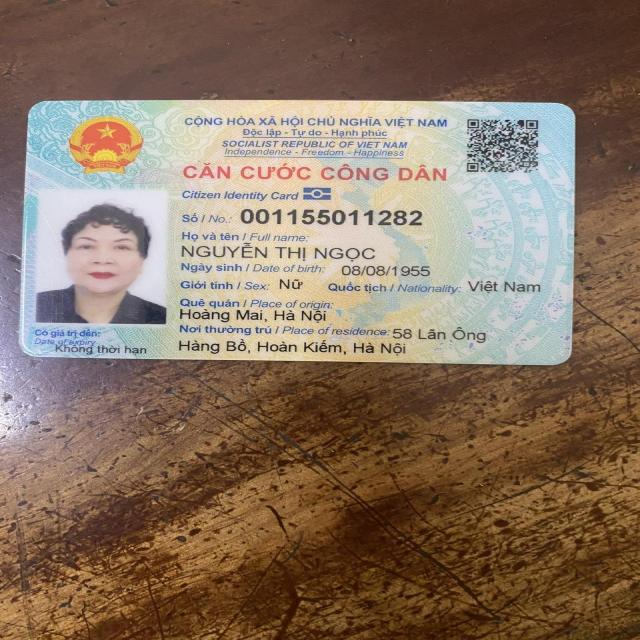 CỘNG HÒA XÃ HỘI CHỦ NGHĨA VIỆT NAM
Độc lập - Tự do - Hạnh phúc
SOCIALIST REPUBLIC OF VIET NAM
Independence - Freedom - Happiness
CĂN CƯỚC CÔNG DÂN
Citizen Identity Card
Số / No.: 001155011282
Họ và tên / Full name:
NGUYỄN THỊ NGỌC
Ngày sinh / Date of birth: 08/08/1955
Giới tính / Sex: Nữ Quốc tịch / Nationality: Việt Nam
Quê quán / Place of origin:
Hoàng Mai, Hà Nội
Nơi thường trú / Place of residence: 58 Lãn Ông
Hàng Bồ, Hoàn Kiếm, Hà Nội
Có giá trị đến:
Date of expiry
Không thời hạn